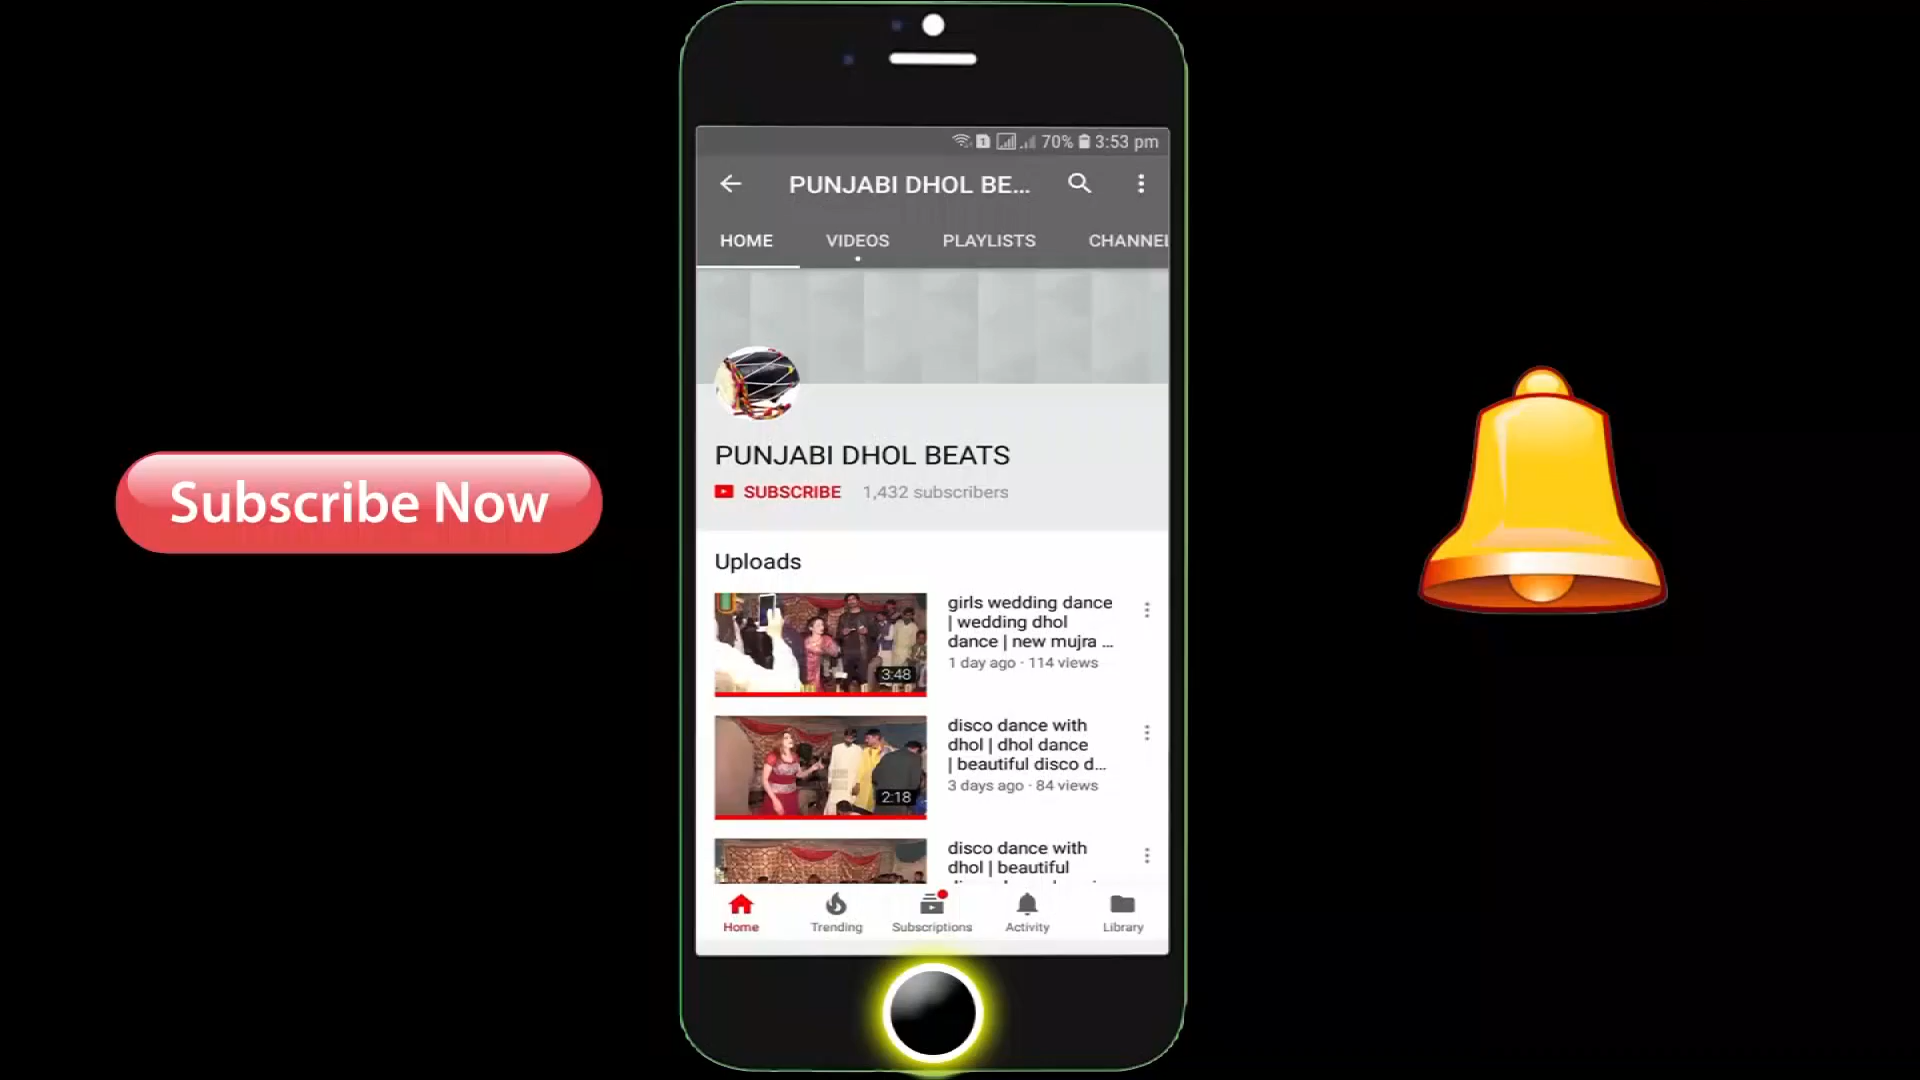 70% 3:53 pm
PUNJABI DHOL BE...
HOME VIDEOS PLAYLISTS CHANNEL
PUNJABI DHOL BEATS
SUBSCRIBE 1,432 subscribers
Subscribe Now
Uploads
girls wedding dance
| wedding dhol
dance | new mujra ...
1 day ago · 114 views
3:48
disco dance with
dhol | dhol dance
| beautiful disco d...
3 days ago · 84 views
2:18
disco dance with
dhol | beautiful
Home Trending Subscriptions Activity Library